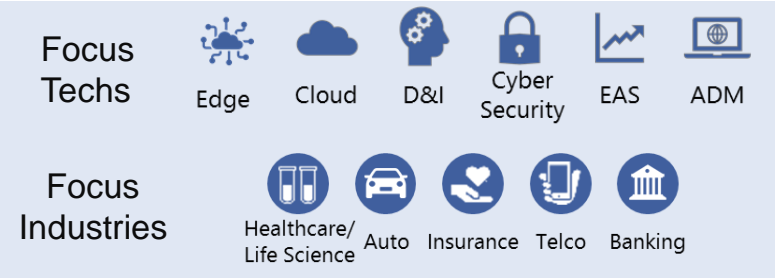 Focus
Techs
Edge
Cloud
D&I
Cyber
Security
EAS
ADM
Focus
Industries
Healthcare/
Life Science
Auto
Insurance
Telco
Banking